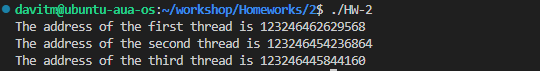 davitm@ubuntu-aua-os:~/workshop/Homeworks/2$ ./HW-2
The address of the first thread is 123246462629568
The address of the second thread is 123246454236864
The address of the third thread is 123246445844160